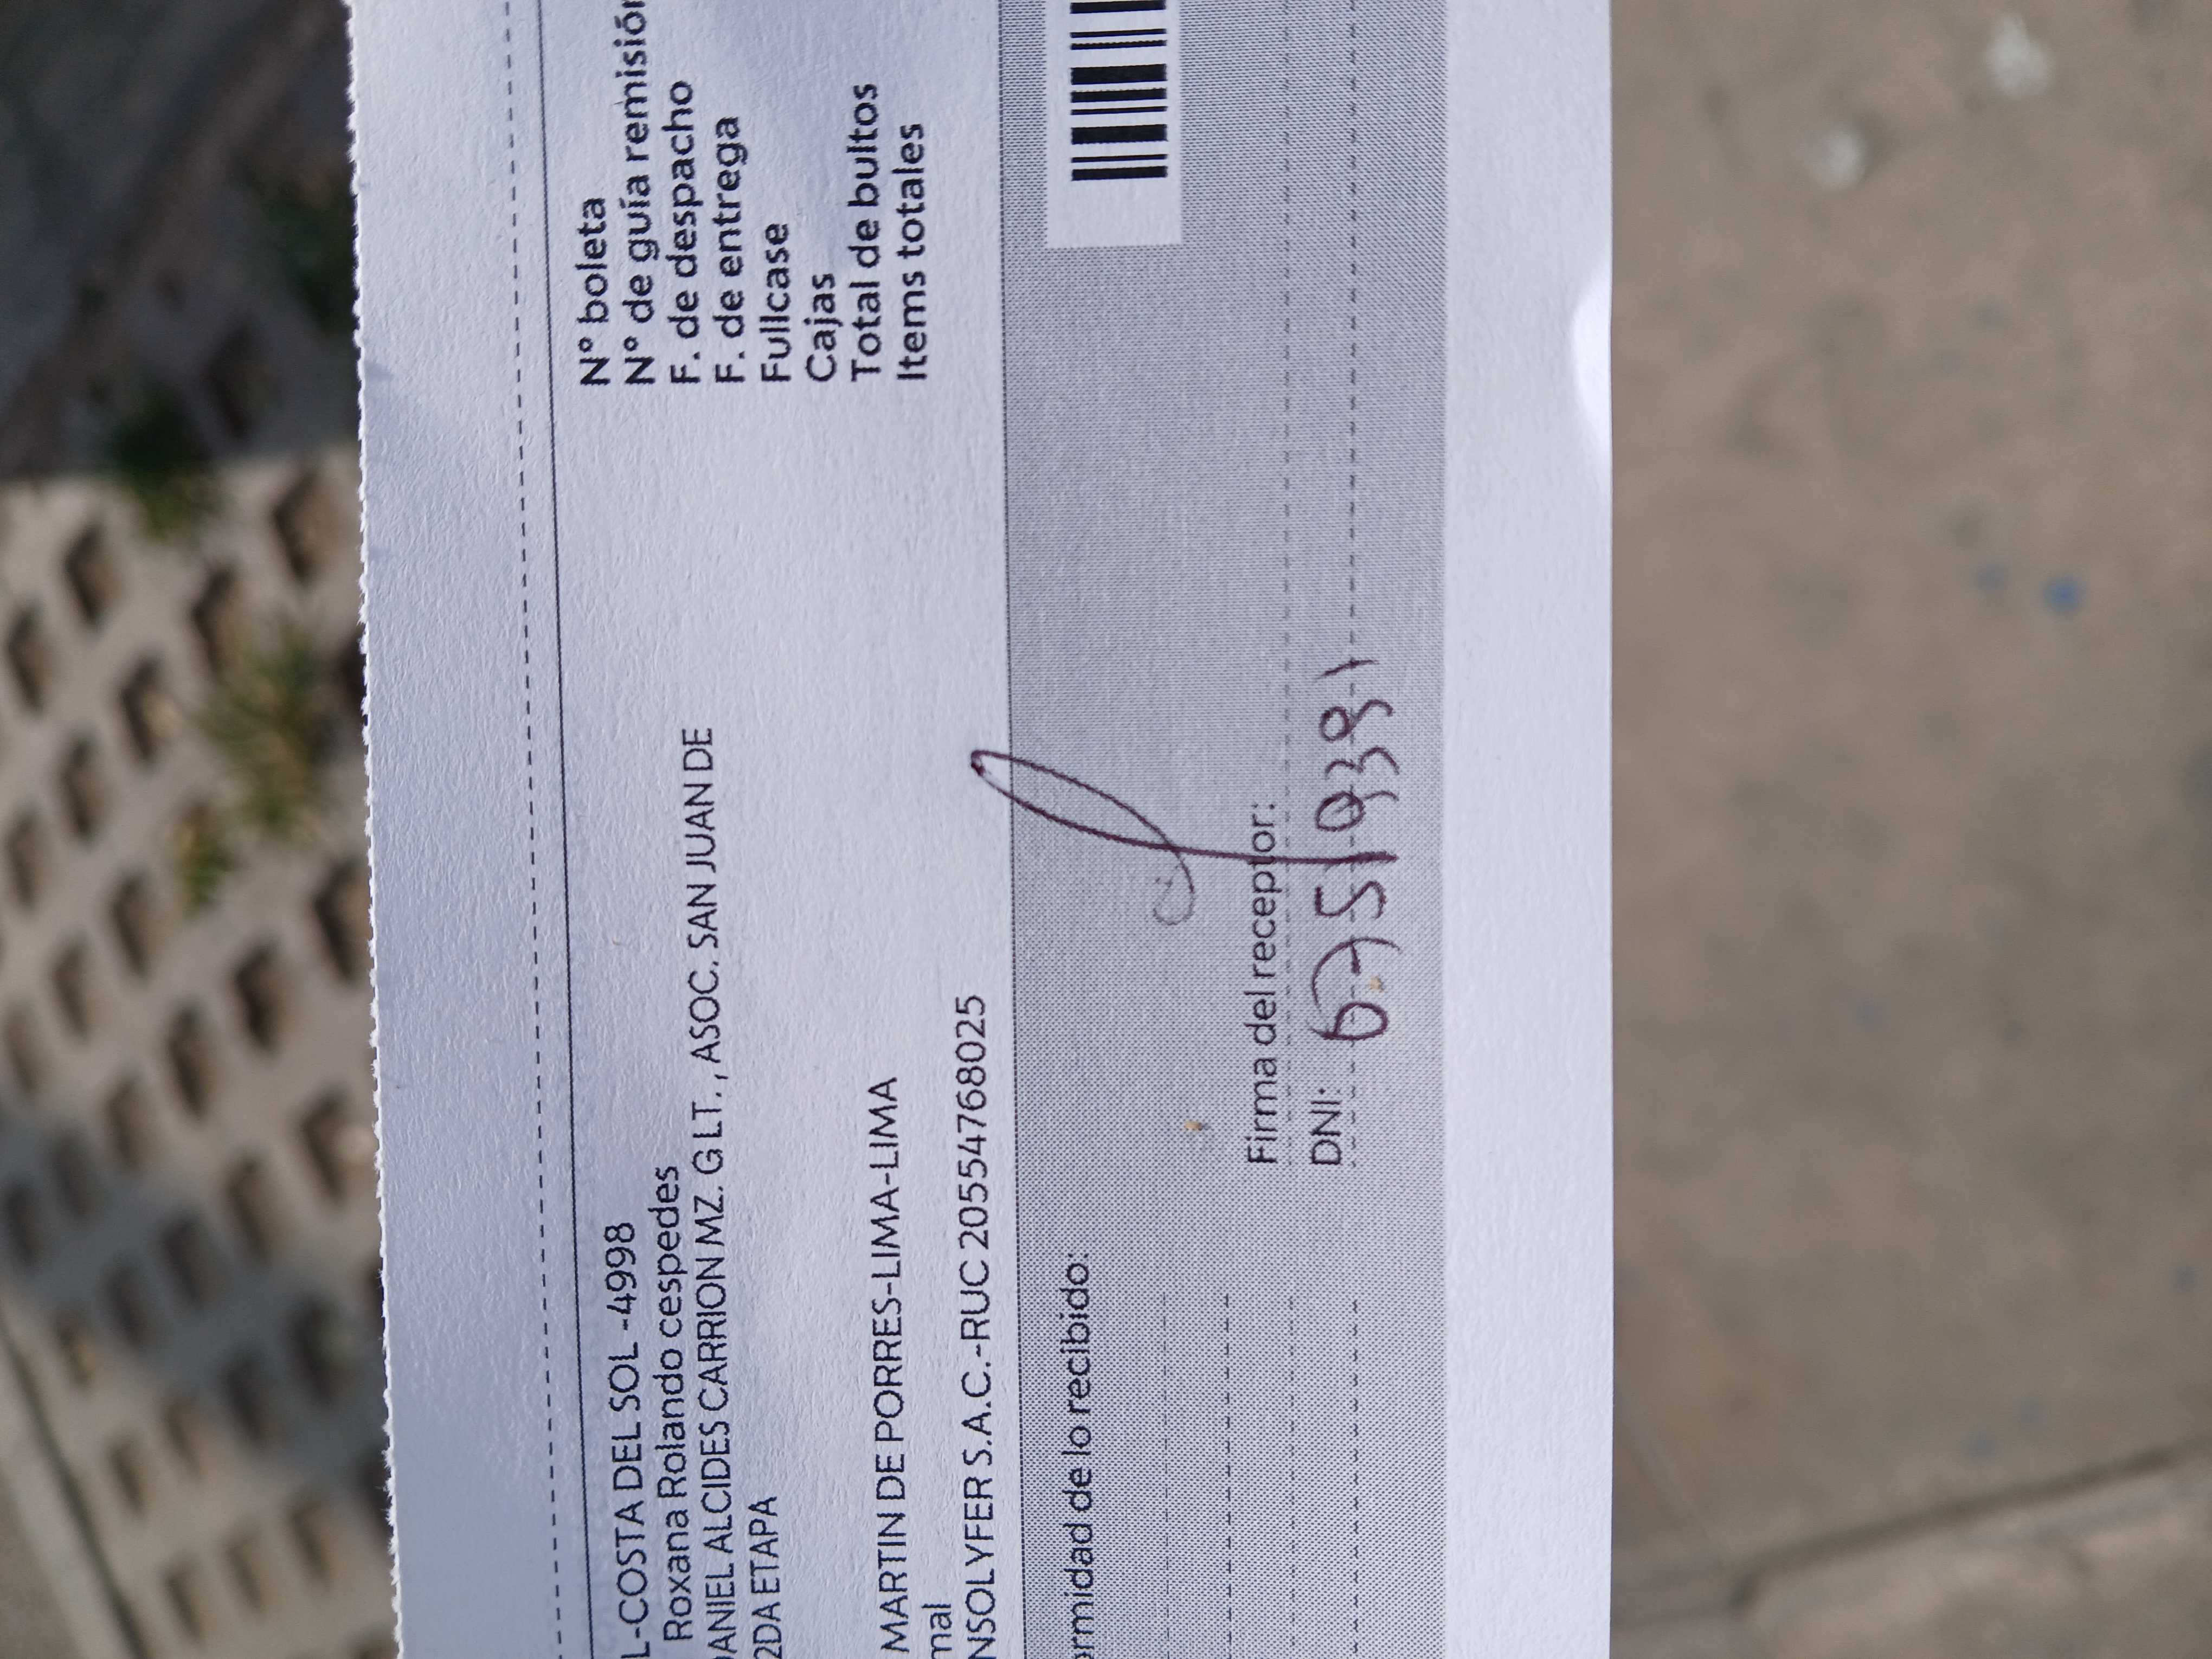 L-COSTA DEL SOL -4998
Roxana Rolando cespedes
DANIEL ALCIDES CARRION MZ. G LT. , ASOC. SAN JUAN DE
2DA ETAPA
MARTIN DE PORRES-LIMA-LIMA
mal
NSOLYFER S.A.C.-RUC 20554768025
N° boleta
N° de guía remisión
F. de despacho
F. de entrega
Fullcase
Cajas
Total de bultos
Items totales
ormidad de lo recibido:
Firma del receptor:
DNI: